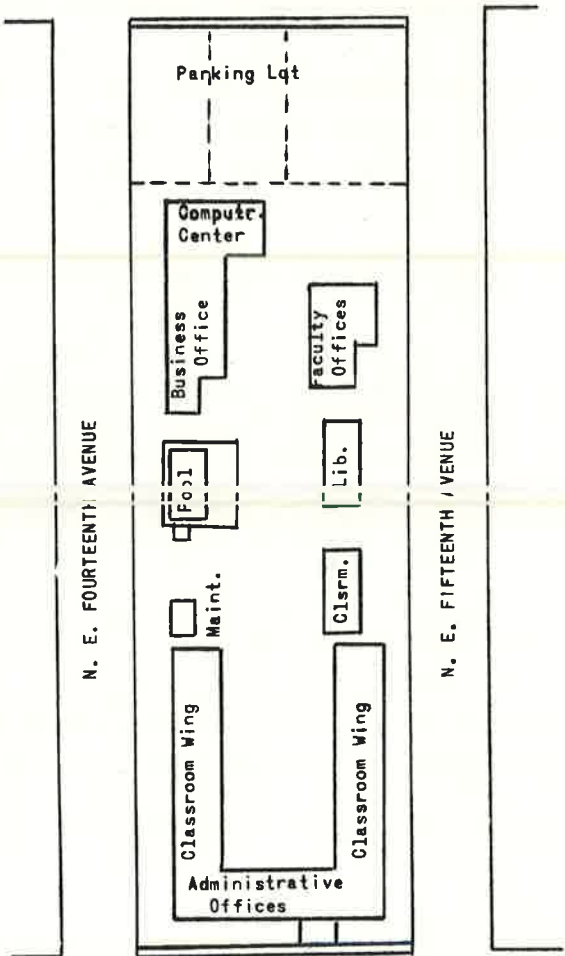 Parking Lot
Computr.
Center
Business
Office
Faculty
Offices
N. E. FOURTEENTH AVENUE
Pool
Lib.
N. E. FIFTEENTH AVENUE
Maint.
Clsrm.
Classroom Wing
Classroom Wing
Administrative
Offices